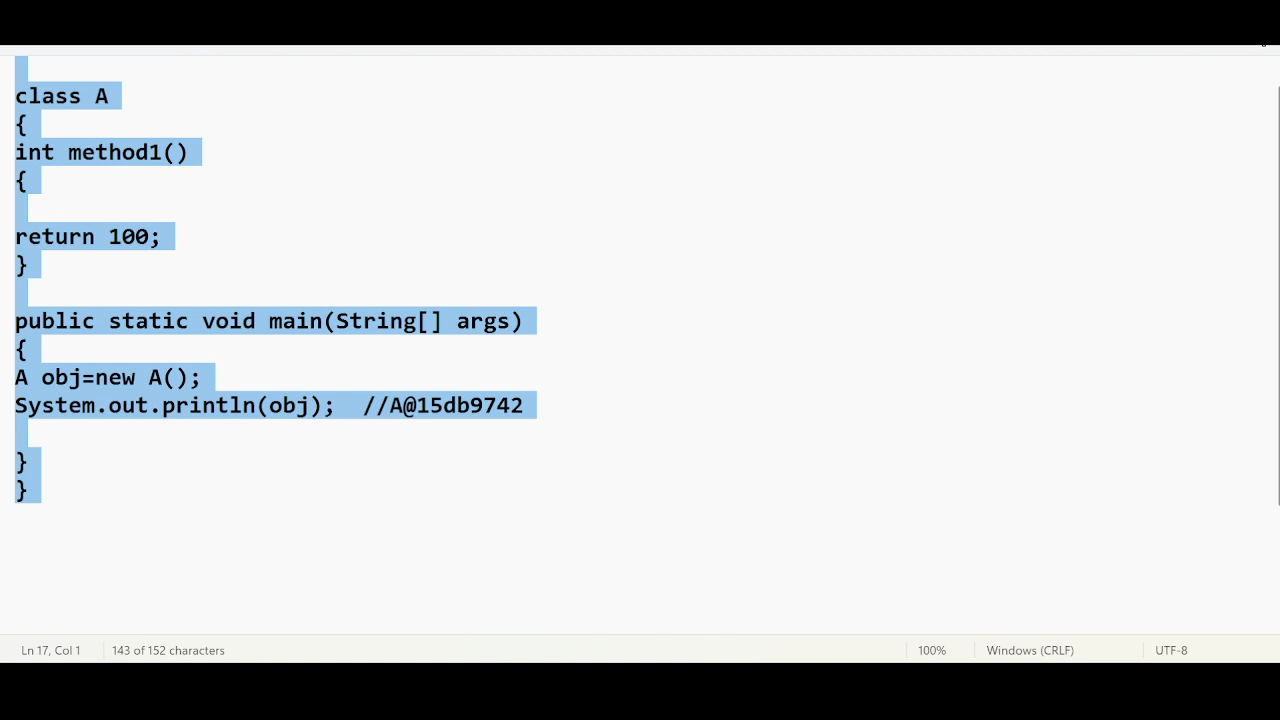 class A
{
int method1()
{
return 100;
}
public static void main(String[] args)
{
A obj=new A();
System.out.println(obj);  //A@15db9742
}
}
Ln 17, Col 1
143 of 152 characters
100%
Windows (CRLF)
UTF-8